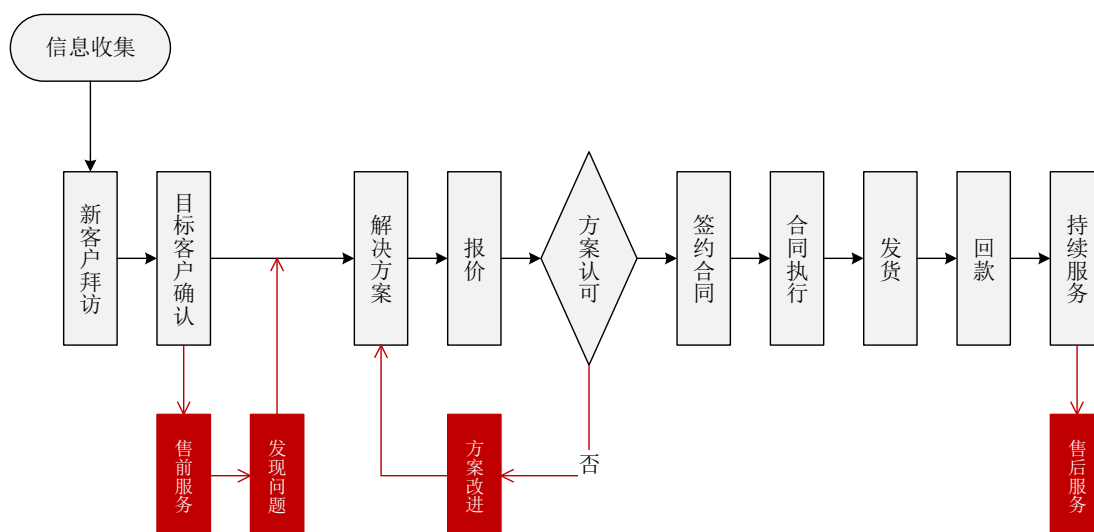 信息收集
新客户拜访
目标客户确认
解决方案
报价
方案认可
签约合同
合同执行
发货
回款
持续服务
售前服务
发现问题
方案改进
否
售后服务